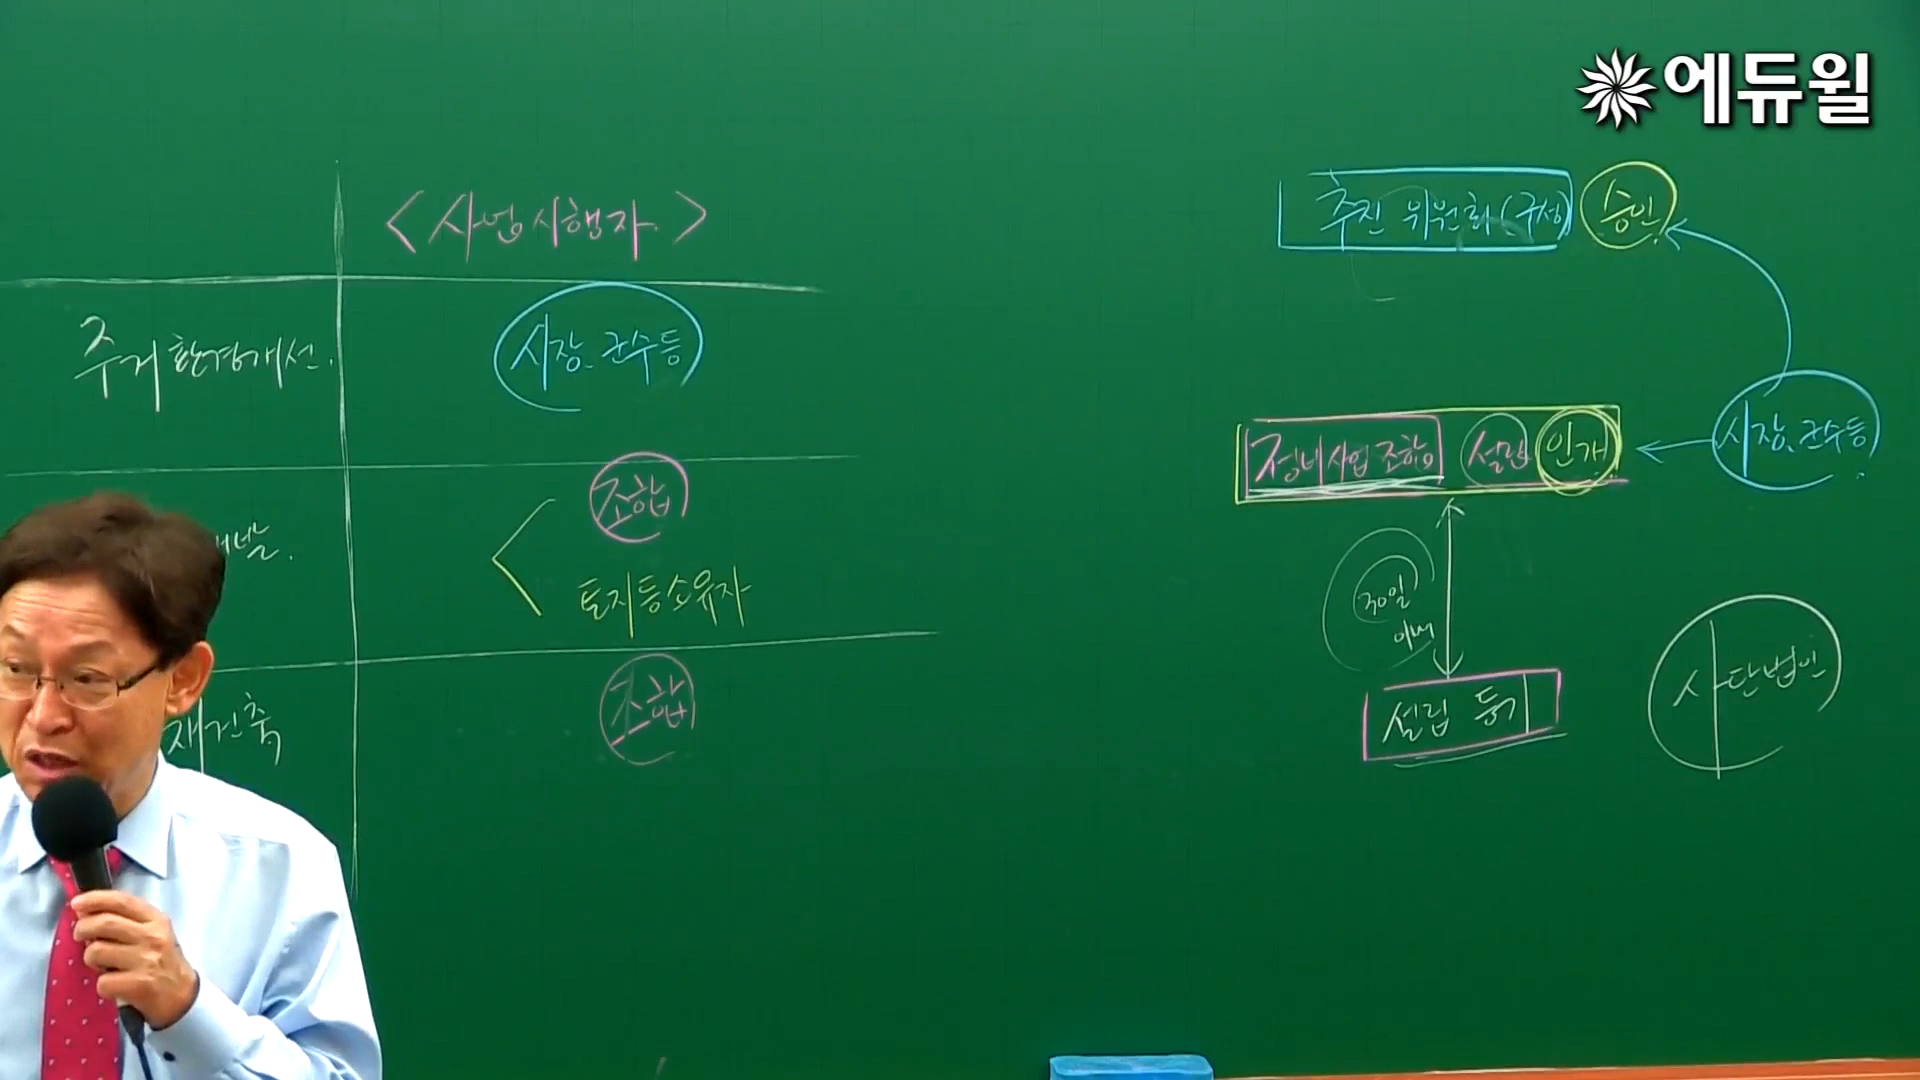 에듀윌
<사업시행자>
주거환경개선.
시장.군수등
조합
토지등소유자
재건축
조합
추진위원회(구성) 승인
정비사업조합 설립 인가
시장.군수등
30일
이내
설립 등기
사단법인